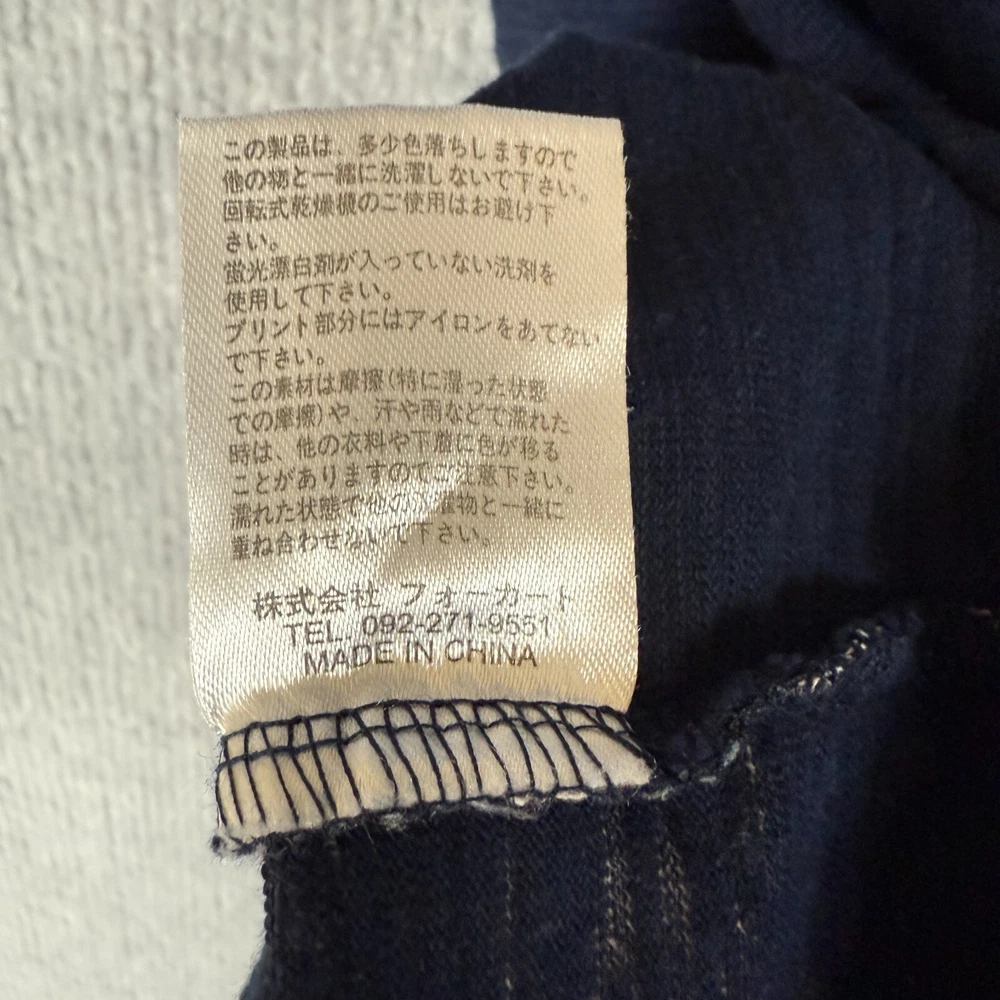 この製品は、多少色落ちしますので
他の物と一緒に洗濯しないで下さい。
回転式乾燥機のご使用はお避け下
さい。
蛍光漂白剤が入っていない洗剤を
使用して下さい。
プリント部分にはアイロンをあてない
で下さい。
この素材は摩擦(特に湿った状態
での摩擦)や、汗や雨などで濡れた
時は、他の衣料や下着に色が移る
ことがありますのでご注意下さい。
濡れた状態で他の洗濯物と一緒に
重ね合わせないで下さい。
株式会社 フォーカート
TEL. 092-271-9551
MADE IN CHINA